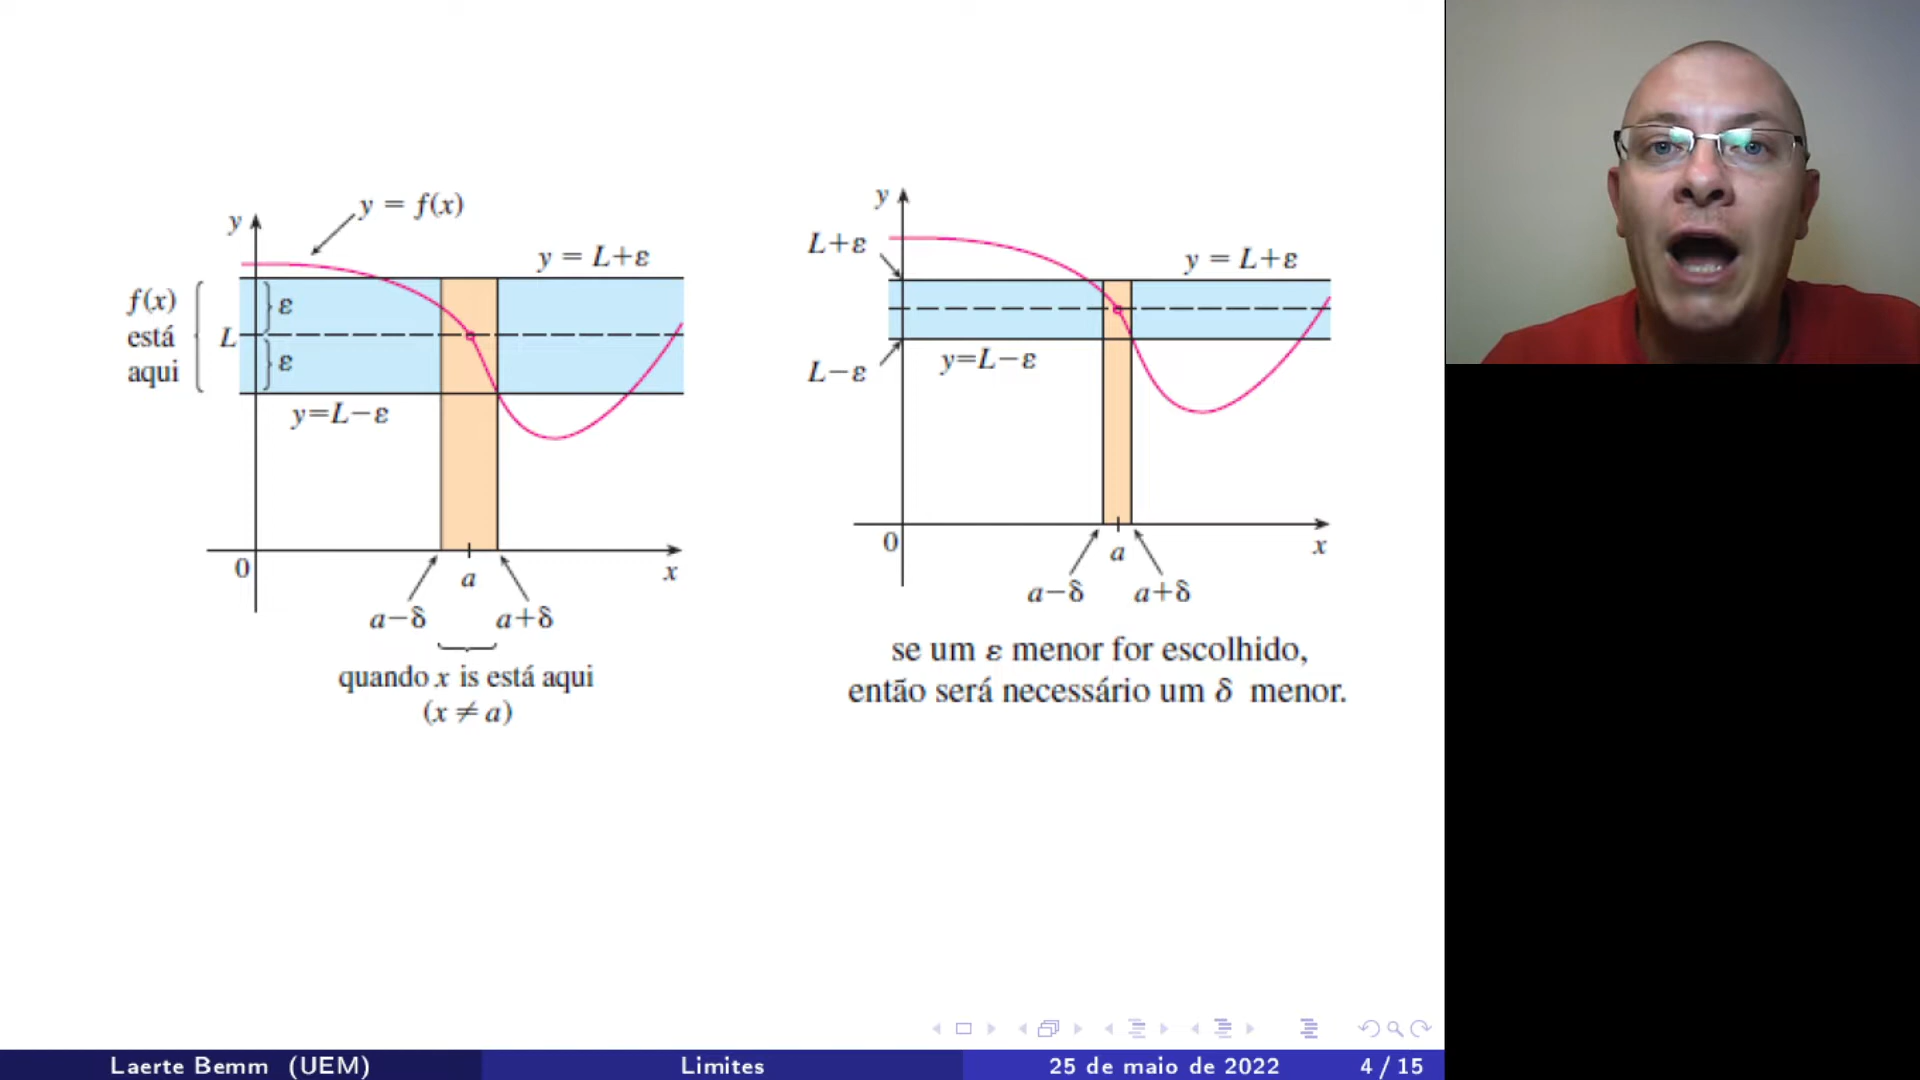 y = f(x)
y
y = L+ε
f(x)
está
aqui
ε
L
ε
y=L−ε
0
a
x
a−δ
a+δ
quando x is está aqui
(x ≠ a)
y
L+ε
y = L+ε
L−ε
y=L−ε
0
a
x
a−δ
a+δ
se um ε menor for escolhido,
então será necessário um δ menor.
Laerte Bemm (UEM)
Limites
25 de maio de 2022
4 / 15